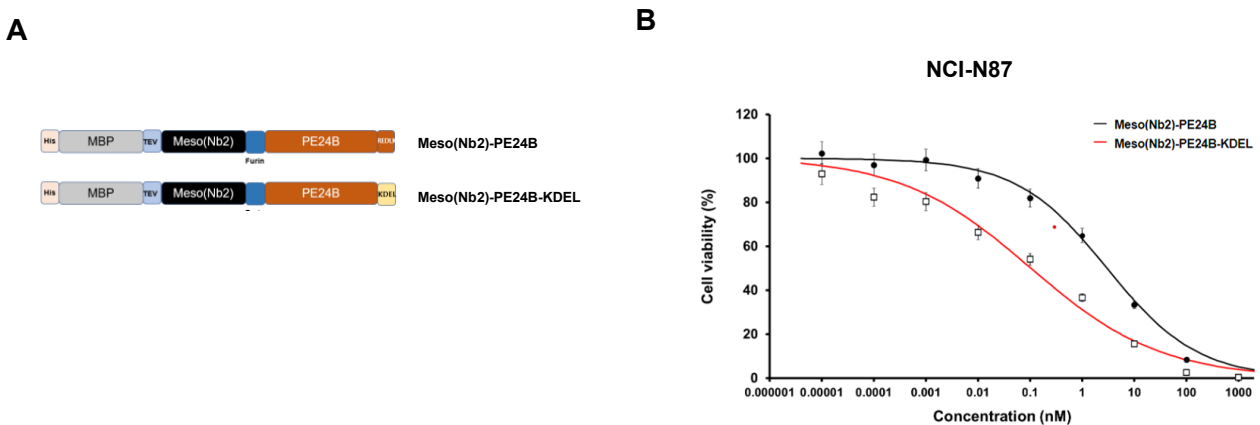 A
His MBP TEV Meso(Nb2) PE24B REDLK Meso(Nb2)-PE24B
Furin
His MBP TEV Meso(Nb2) PE24B KDEL Meso(Nb2)-PE24B-KDEL
B
NCI-N87
Meso(Nb2)-PE24B
Meso(Nb2)-PE24B-KDEL
Cell viability (%)
120
100
80
60
40
20
0
0.000001 0.00001 0.0001 0.001 0.01 0.1 1 10 100 1000
Concentration (nM)